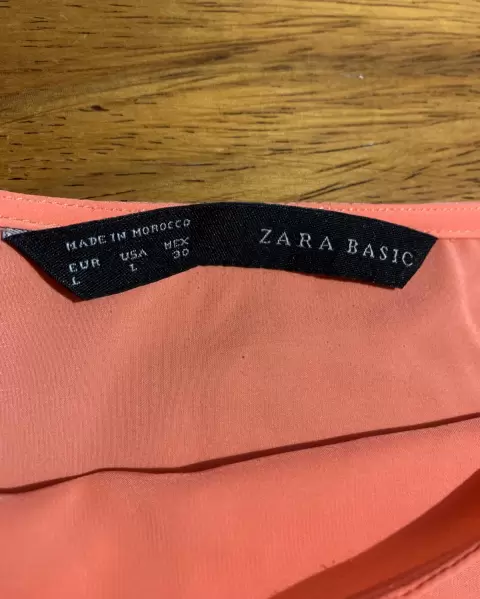 MADE IN MOROCCO
EUR USA MEX
L L 30
ZARA BASIC